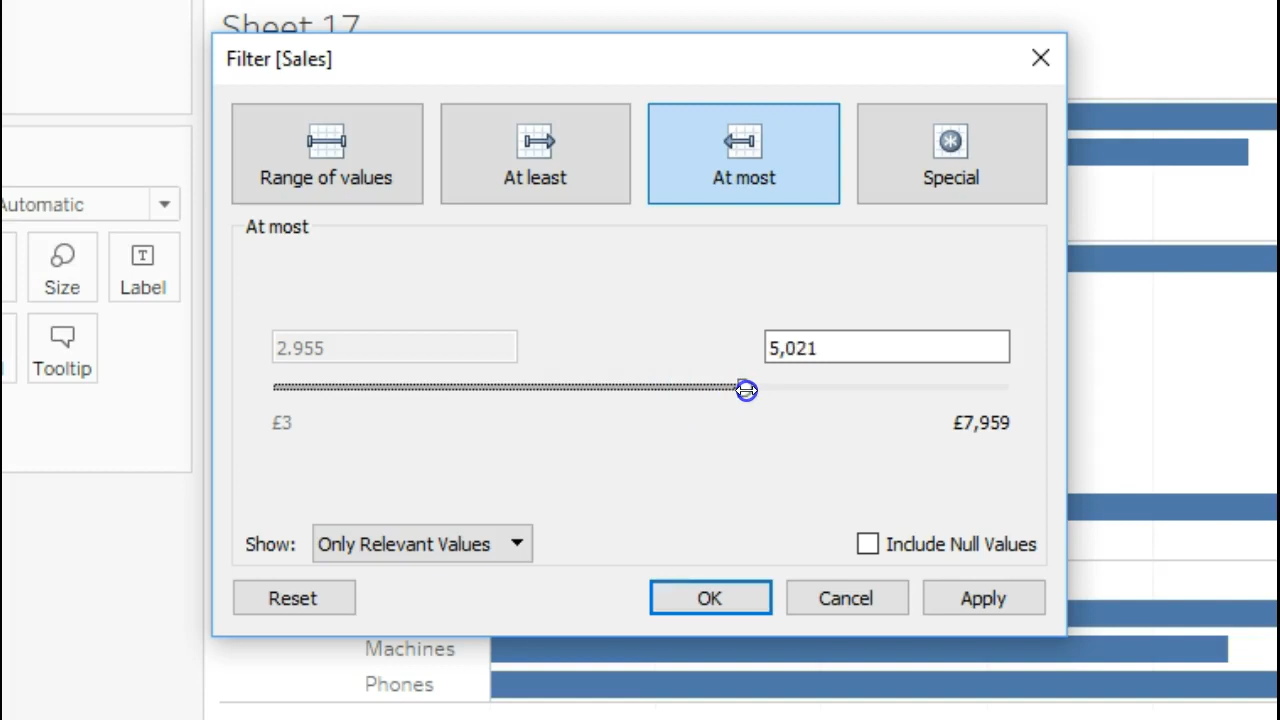 Sheet 17
Filter [Sales]
Range of values
At least
At most
Special
Automatic
At most
Size
Label
2.955
5,021
Tooltip
£3
£7,959
Show:
Only Relevant Values
Include Null Values
Reset
OK
Cancel
Apply
Machines
Phones